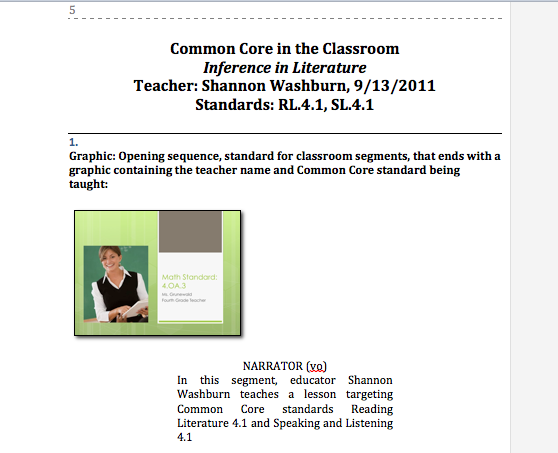 5
Common Core in the Classroom
Inference in Literature
Teacher: Shannon Washburn, 9/13/2011
Standards: RL.4.1, SL.4.1
1.
Graphic: Opening sequence, standard for classroom segments, that ends with a
graphic containing the teacher name and Common Core standard being
taught:
Math Standard:
4.OA.3
Ms. Grunewald
Fourth Grade Teacher
NARRATOR (vo)
In this segment, educator Shannon
Washburn teaches a lesson targeting
Common Core standards Reading
Literature 4.1 and Speaking and Listening
4.1